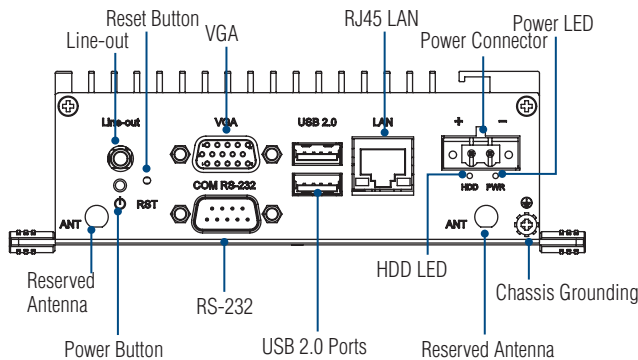 Reset Button
Line-out
VGA
RJ45 LAN
Power LED
Power Connector
Line-out
VGA
USB 2.0
LAN
+ -
COM RS-232
HDD PWR
RST
ANT
ANT
Reserved
Antenna
RS-232
HDD LED
Chassis Grounding
Power Button
USB 2.0 Ports
Reserved Antenna